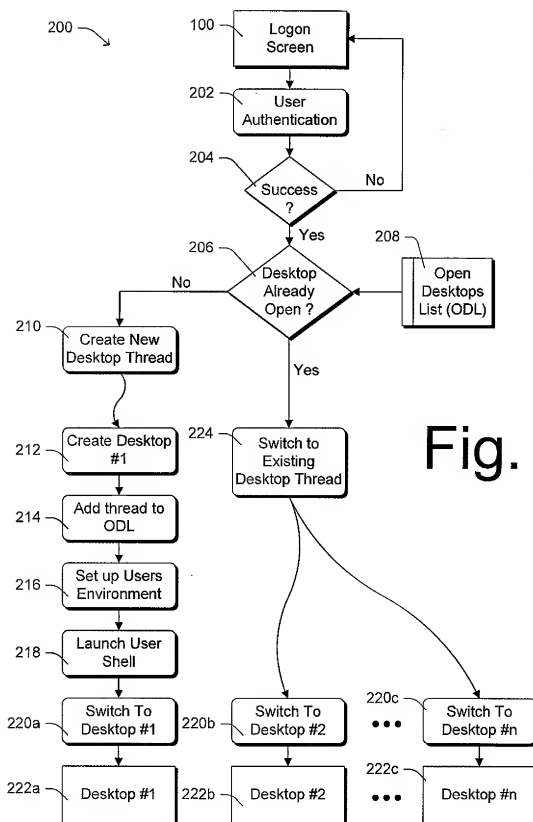 200
100
Logon
Screen
202
User
Authentication
204
Success
?
No
Yes
206
Desktop
Already
Open ?
208
Open
Desktops
List (ODL)
No
210
Create New
Desktop Thread
Yes
212
Create Desktop
#1
224
Switch to
Existing
Desktop Thread
Fig.
214
Add thread to
ODL
216
Set up Users
Environment
218
Launch User
Shell
220a
Switch To
Desktop #1
220b
Switch To
Desktop #2
220c
Switch To
Desktop #n
222a
Desktop #1
222b
Desktop #2
222c
Desktop #n